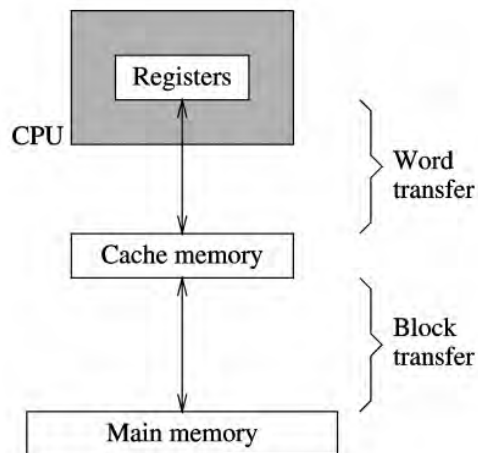 Registers
CPU
Word
transfer
Cache memory
Block
transfer
Main memory